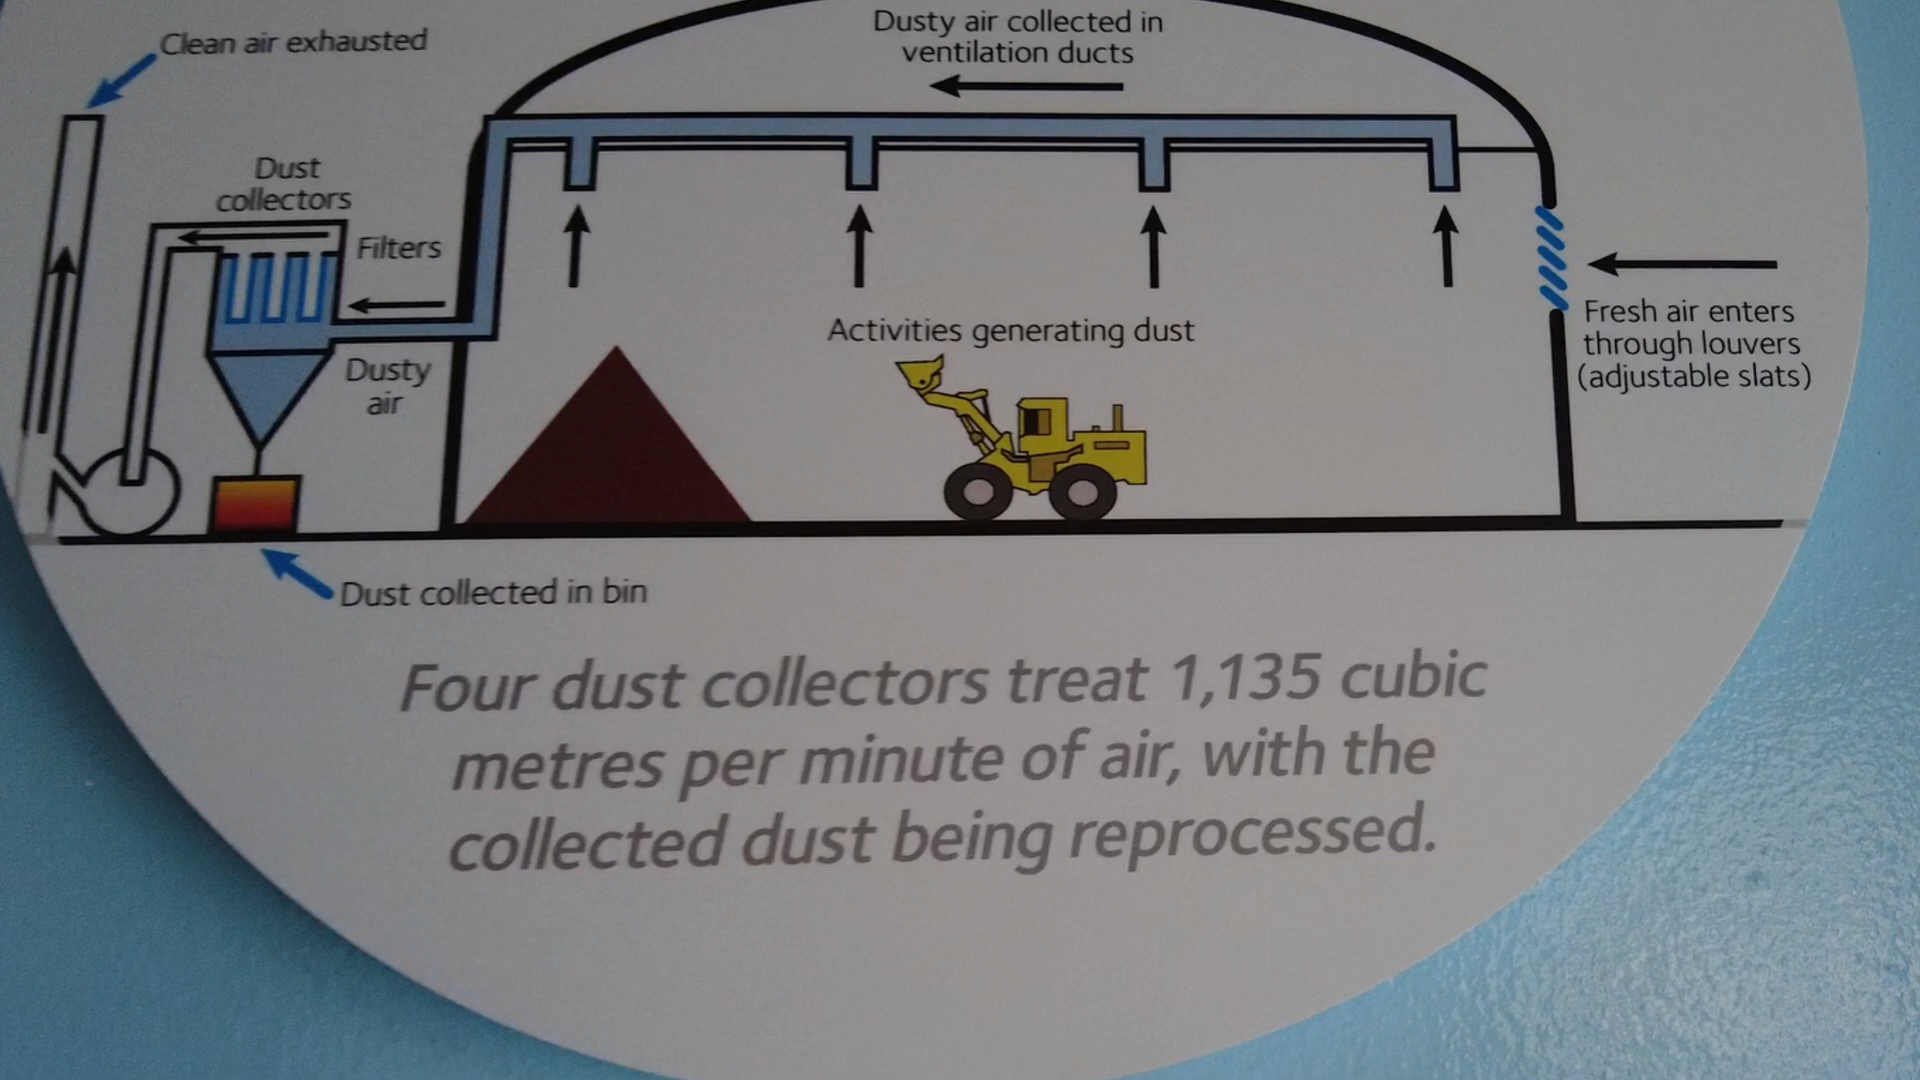 Clean air exhausted
Dusty air collected in
ventilation ducts
Dust
collectors
Filters
Dusty
air
Activities generating dust
Fresh air enters
through louvers
(adjustable slats)
Dust collected in bin
Four dust collectors treat 1,135 cubic
metres per minute of air, with the
collected dust being reprocessed.